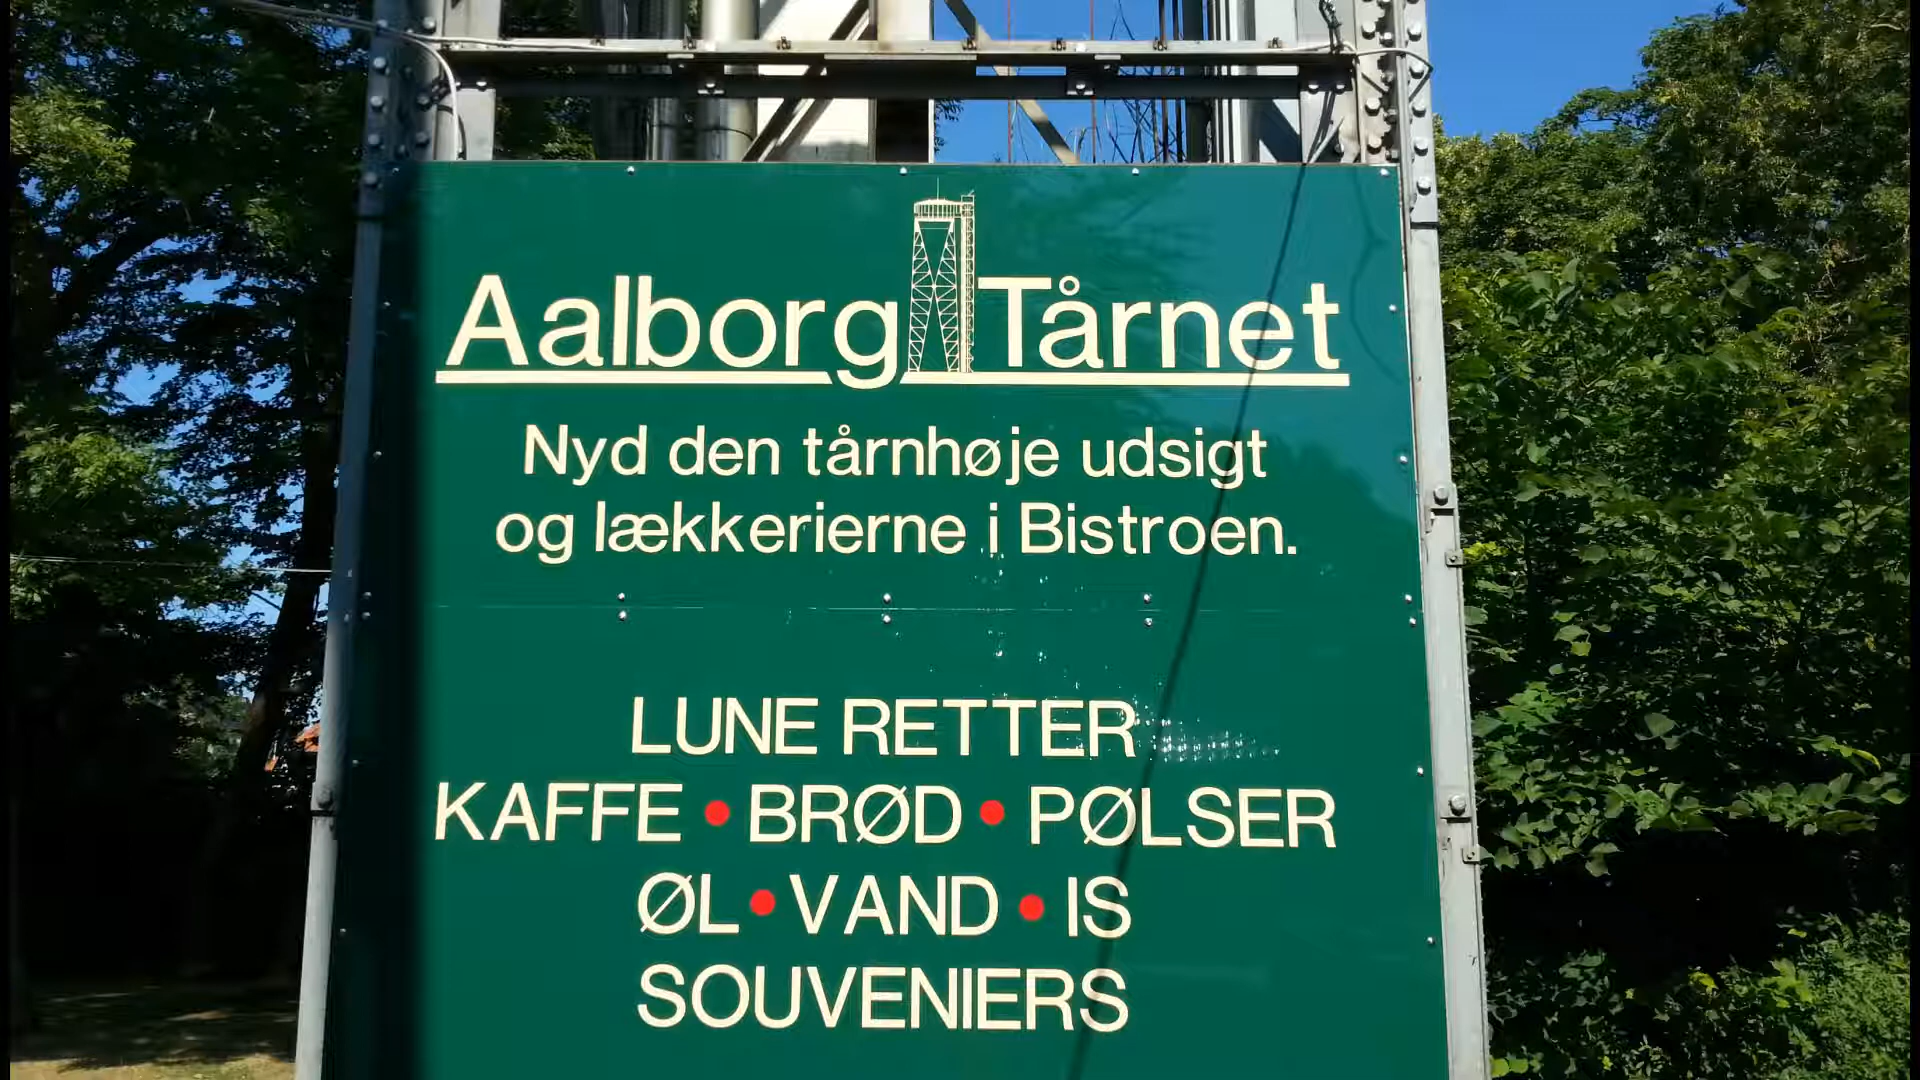 Aalborg Tårnet
Nyd den tårnhøje udsigt
og lækkerierne i Bistroen.
LUNE RETTER
KAFFE • BRØD • PØLSER
ØL • VAND • IS
SOUVENIERS